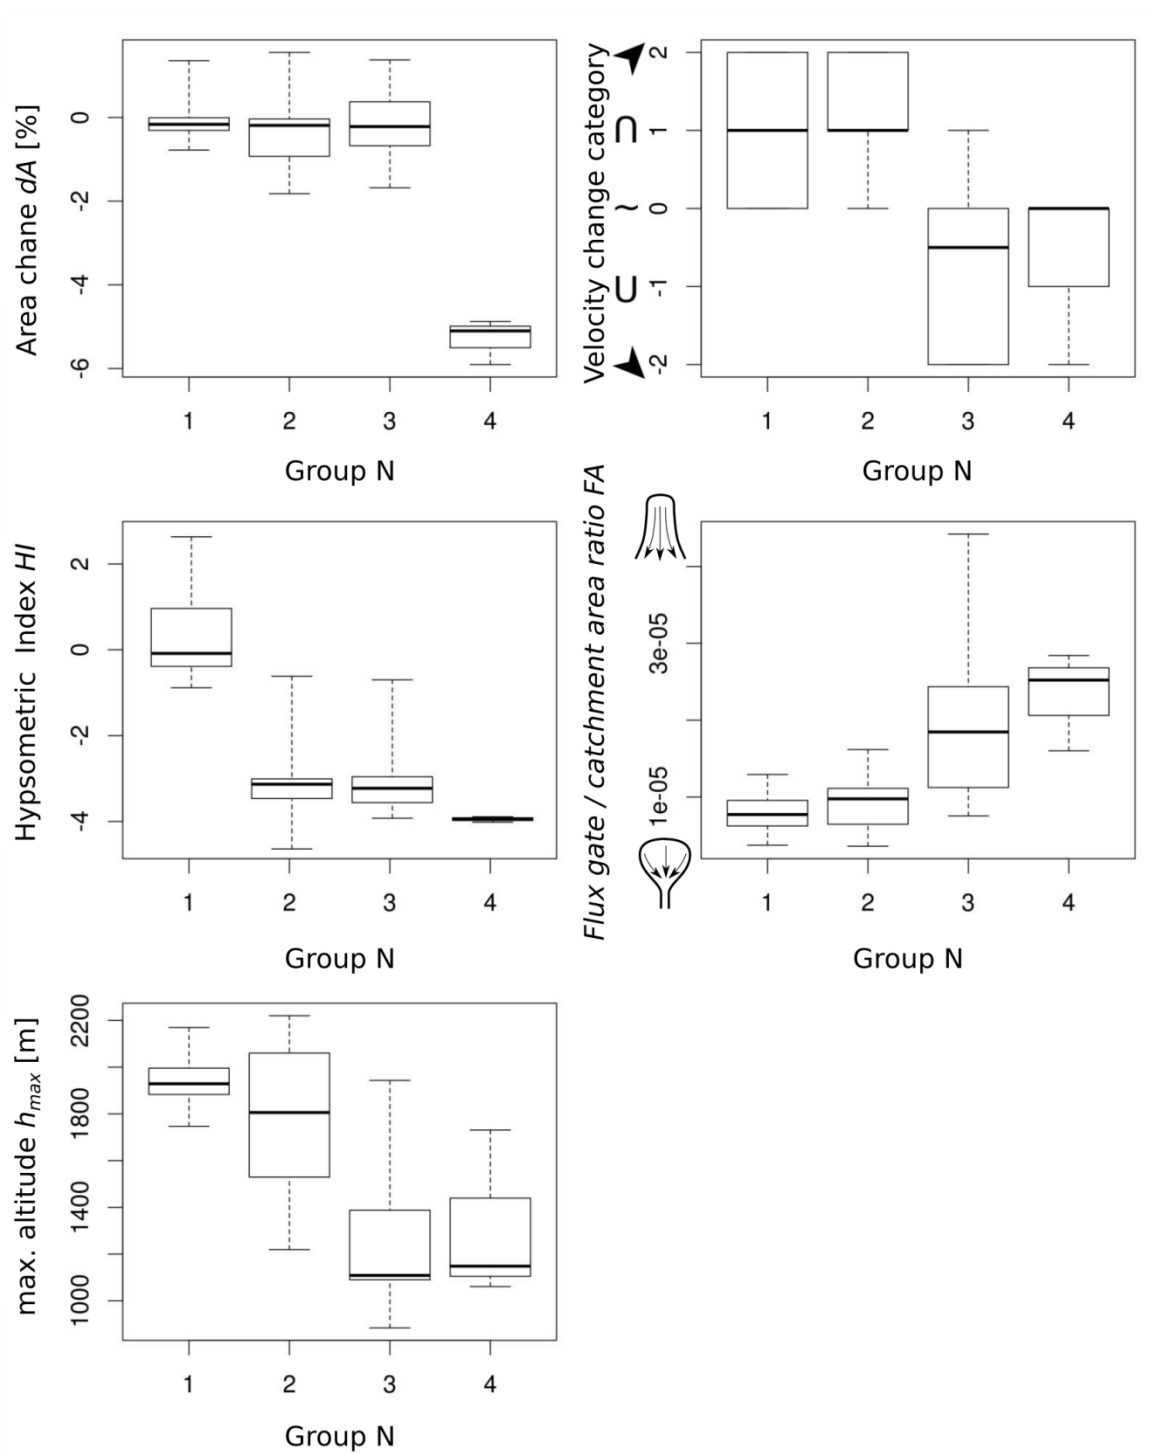 Area chane dA [%]
0
-2
-4
-6
1 2 3 4
Group N
Velocity change category
2
∩ 1
~ 0
∪ -1
-2
1 2 3 4
Group N
Hypsometric Index HI
2
0
-2
-4
1 2 3 4
Group N
Flux gate / catchment area ratio FA
3e-05
1e-05
1 2 3 4
Group N
max. altitude hmax [m]
2200
1800
1400
1000
1 2 3 4
Group N